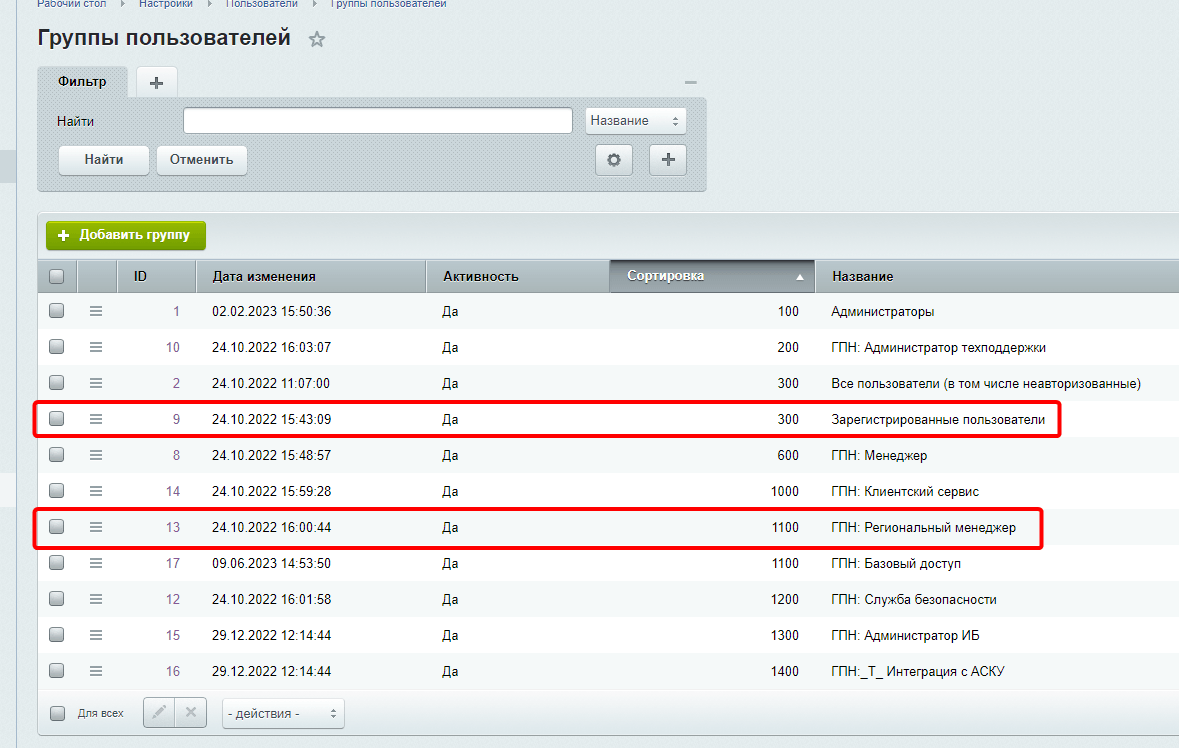 Рабочий стол Настройки Пользователи Группы пользователей
Группы пользователей
Фильтр
Найти Название
Найти Отменить
Добавить группу
ID Дата изменения Активность Сортировка Название
1 02.02.2023 15:50:36 Да 100 Администраторы
10 24.10.2022 16:03:07 Да 200 ГПН: Администратор техподдержки
2 24.10.2022 11:07:00 Да 300 Все пользователи (в том числе неавторизованные)
9 24.10.2022 15:43:09 Да 300 Зарегистрированные пользователи
8 24.10.2022 15:48:57 Да 600 ГПН: Менеджер
14 24.10.2022 15:59:28 Да 1000 ГПН: Клиентский сервис
13 24.10.2022 16:00:44 Да 1100 ГПН: Региональный менеджер
17 09.06.2023 14:53:50 Да 1100 ГПН: Базовый доступ
12 24.10.2022 16:01:58 Да 1200 ГПН: Служба безопасности
15 29.12.2022 12:14:44 Да 1300 ГПН: Администратор ИБ
16 29.12.2022 12:14:44 Да 1400 ГПН:_Т_ Интеграция с АСКУ
Для всех - действия -